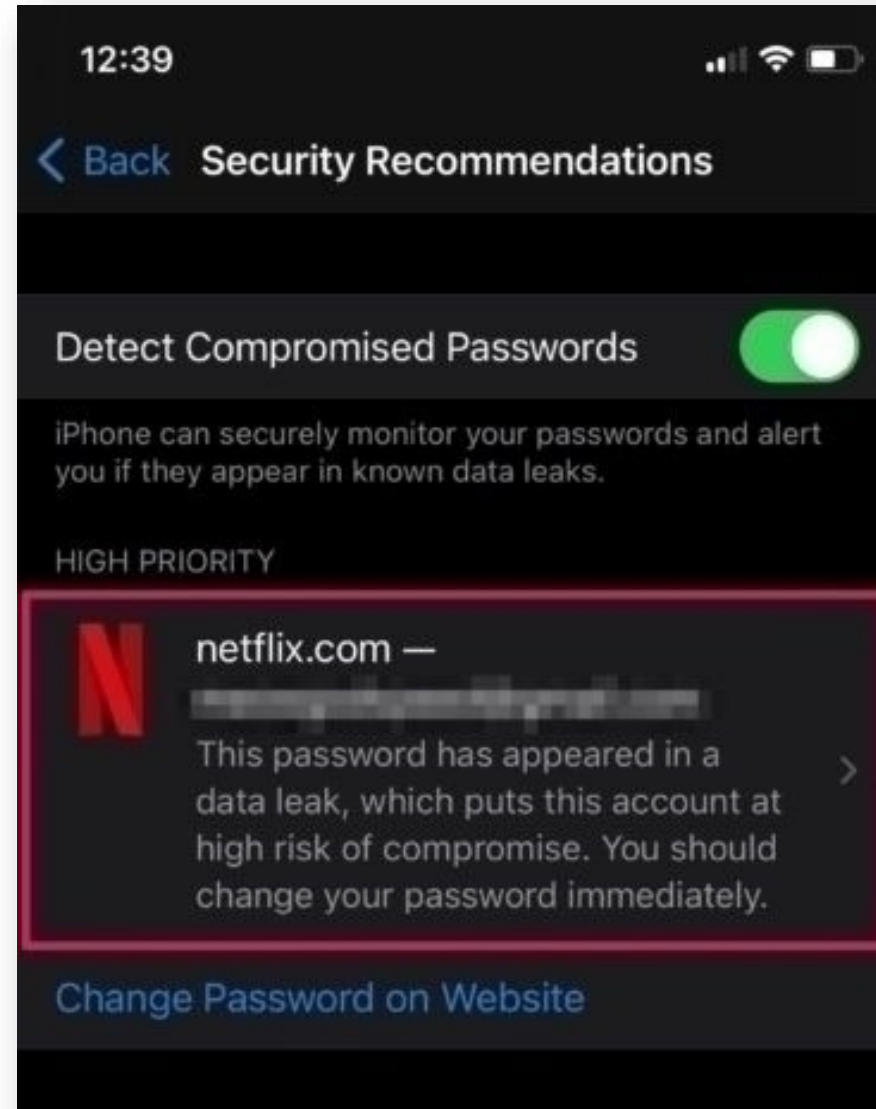 12:39
Back Security Recommendations
Detect Compromised Passwords
iPhone can securely monitor your passwords and alert
you if they appear in known data leaks.
HIGH PRIORITY
netflix.com —
This password has appeared in a
data leak, which puts this account at
high risk of compromise. You should
change your password immediately.
Change Password on Website